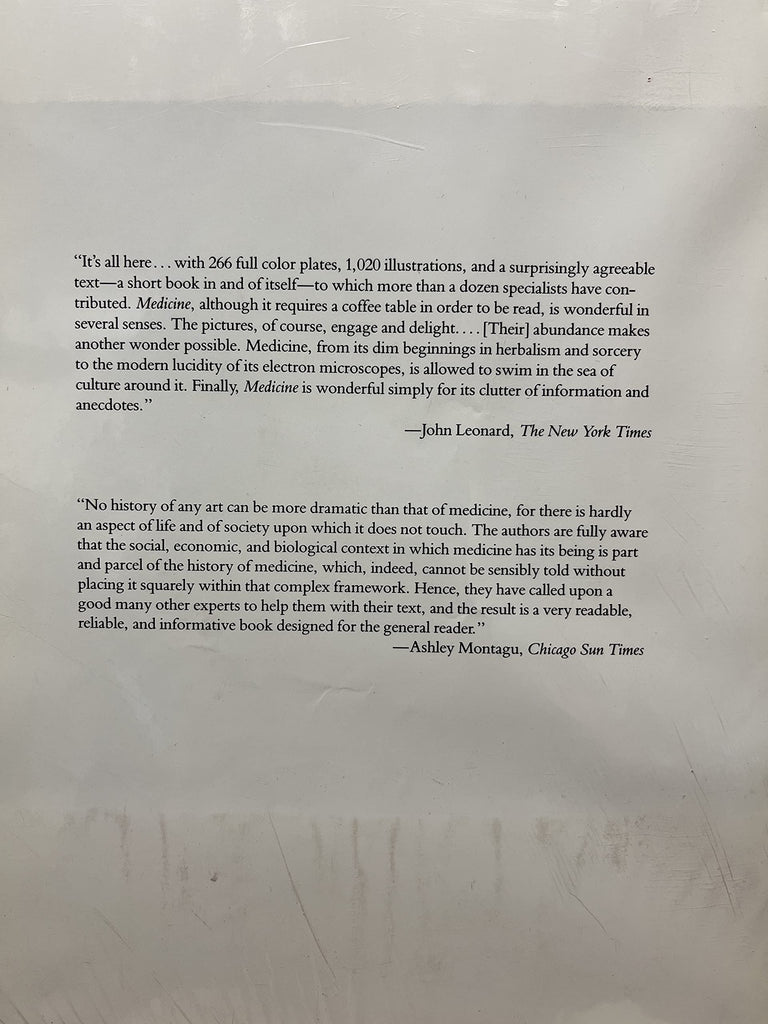 “It’s all here... with 266 full color plates, 1,020 illustrations, and a surprisingly agreeable
text—a short book in and of itself—to which more than a dozen specialists have con-
tributed. Medicine, although it requires a coffee table in order to be read, is wonderful in
several senses. The pictures, of course, engage and delight.... [Their] abundance makes
another wonder possible. Medicine, from its dim beginnings in herbalism and sorcery
to the modern lucidity of its electron microscopes, is allowed to swim in the sea of
culture around it. Finally, Medicine is wonderful simply for its clutter of information and
anecdotes.”
—John Leonard, The New York Times
“No history of any art can be more dramatic than that of medicine, for there is hardly
an aspect of life and of society upon which it does not touch. The authors are fully aware
that the social, economic, and biological context in which medicine has its being is part
and parcel of the history of medicine, which, indeed, cannot be sensibly told without
placing it squarely within that complex framework. Hence, they have called upon a
good many other experts to help them with their text, and the result is a very readable,
reliable, and informative book designed for the general reader.”
—Ashley Montagu, Chicago Sun Times